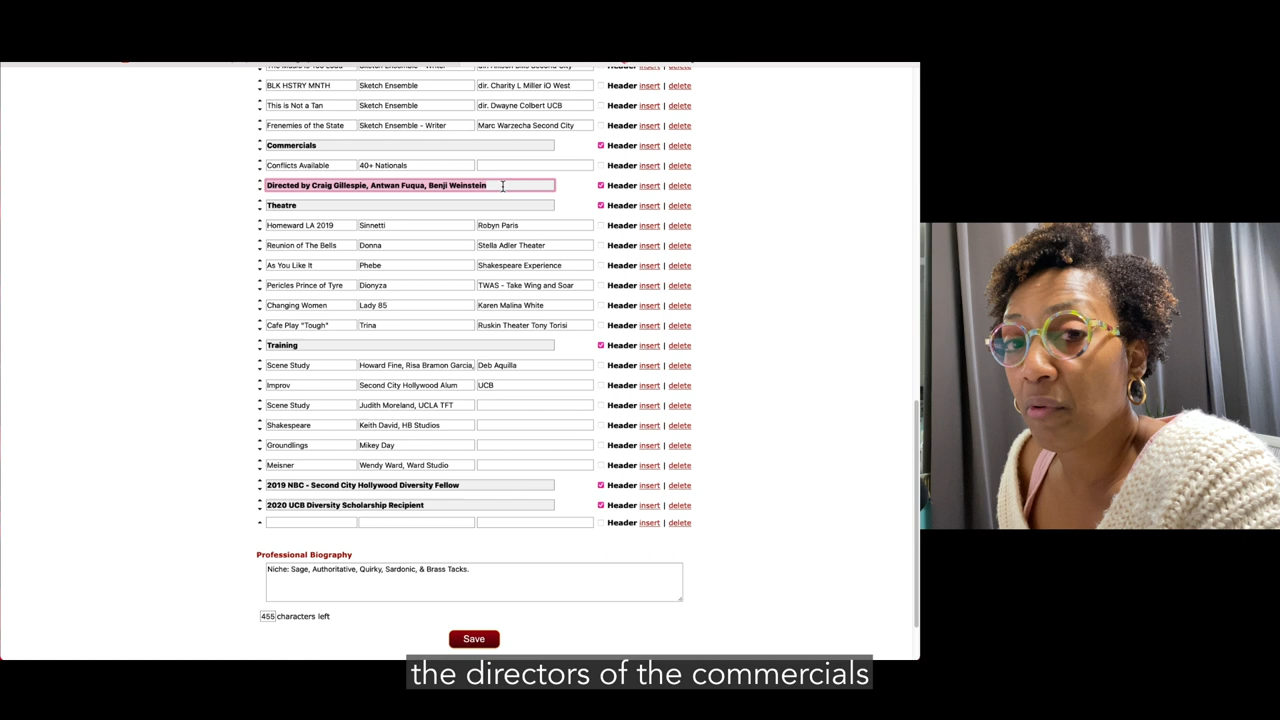 BLK HSTRY MNTH Sketch Ensemble dir. Charity L Miller iO West Header insert | delete
This is Not a Tan Sketch Ensemble dir. Dwayne Colbert UCB Header insert | delete
Frenemies of the State Sketch Ensemble - Writer Marc Warzecha Second City Header insert | delete
Commercials Header insert | delete
Conflicts Available 40+ Nationals Header insert | delete
Directed by Craig Gillespie, Antwan Fuqua, Benji Weinstein Header insert | delete
Theatre Header insert | delete
Homeward LA 2019 Sinnetti Robyn Paris Header insert | delete
Reunion of The Bells Donna Stella Adler Theater Header insert | delete
As You Like It Phebe Shakespeare Experience Header insert | delete
Pericles Prince of Tyre Dionyza TWAS - Take Wing and Soar Header insert | delete
Changing Women Lady 85 Karen Malina White Header insert | delete
Cafe Play "Tough" Trina Ruskin Theater Tony Torisi Header insert | delete
Training Header insert | delete
Scene Study Howard Fine, Risa Bramon Garcia, Deb Aquilla Header insert | delete
Improv Second City Hollywood Alum UCB Header insert | delete
Scene Study Judith Moreland, UCLA TFT Header insert | delete
Shakespeare Keith David, HB Studios Header insert | delete
Groundlings Mikey Day Header insert | delete
Meisner Wendy Ward, Ward Studio Header insert | delete
2019 NBC - Second City Hollywood Diversity Fellow Header insert | delete
2020 UCB Diversity Scholarship Recipient Header insert | delete
Header insert | delete
Professional Biography
Niche: Sage, Authoritative, Quirky, Sardonic, & Brass Tacks.
455 characters left
Save
the directors of the commercials